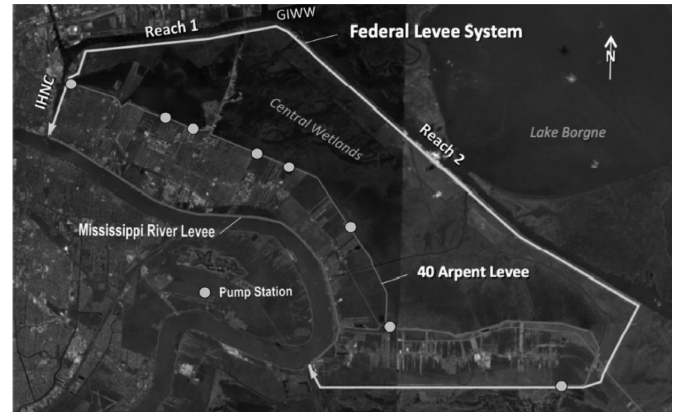 GIWW
Reach 1
Federal Levee System
N
IHNC
Central Wetlands
Lake Borgne
Reach 2
Mississippi River Levee
40 Arpent Levee
Pump Station